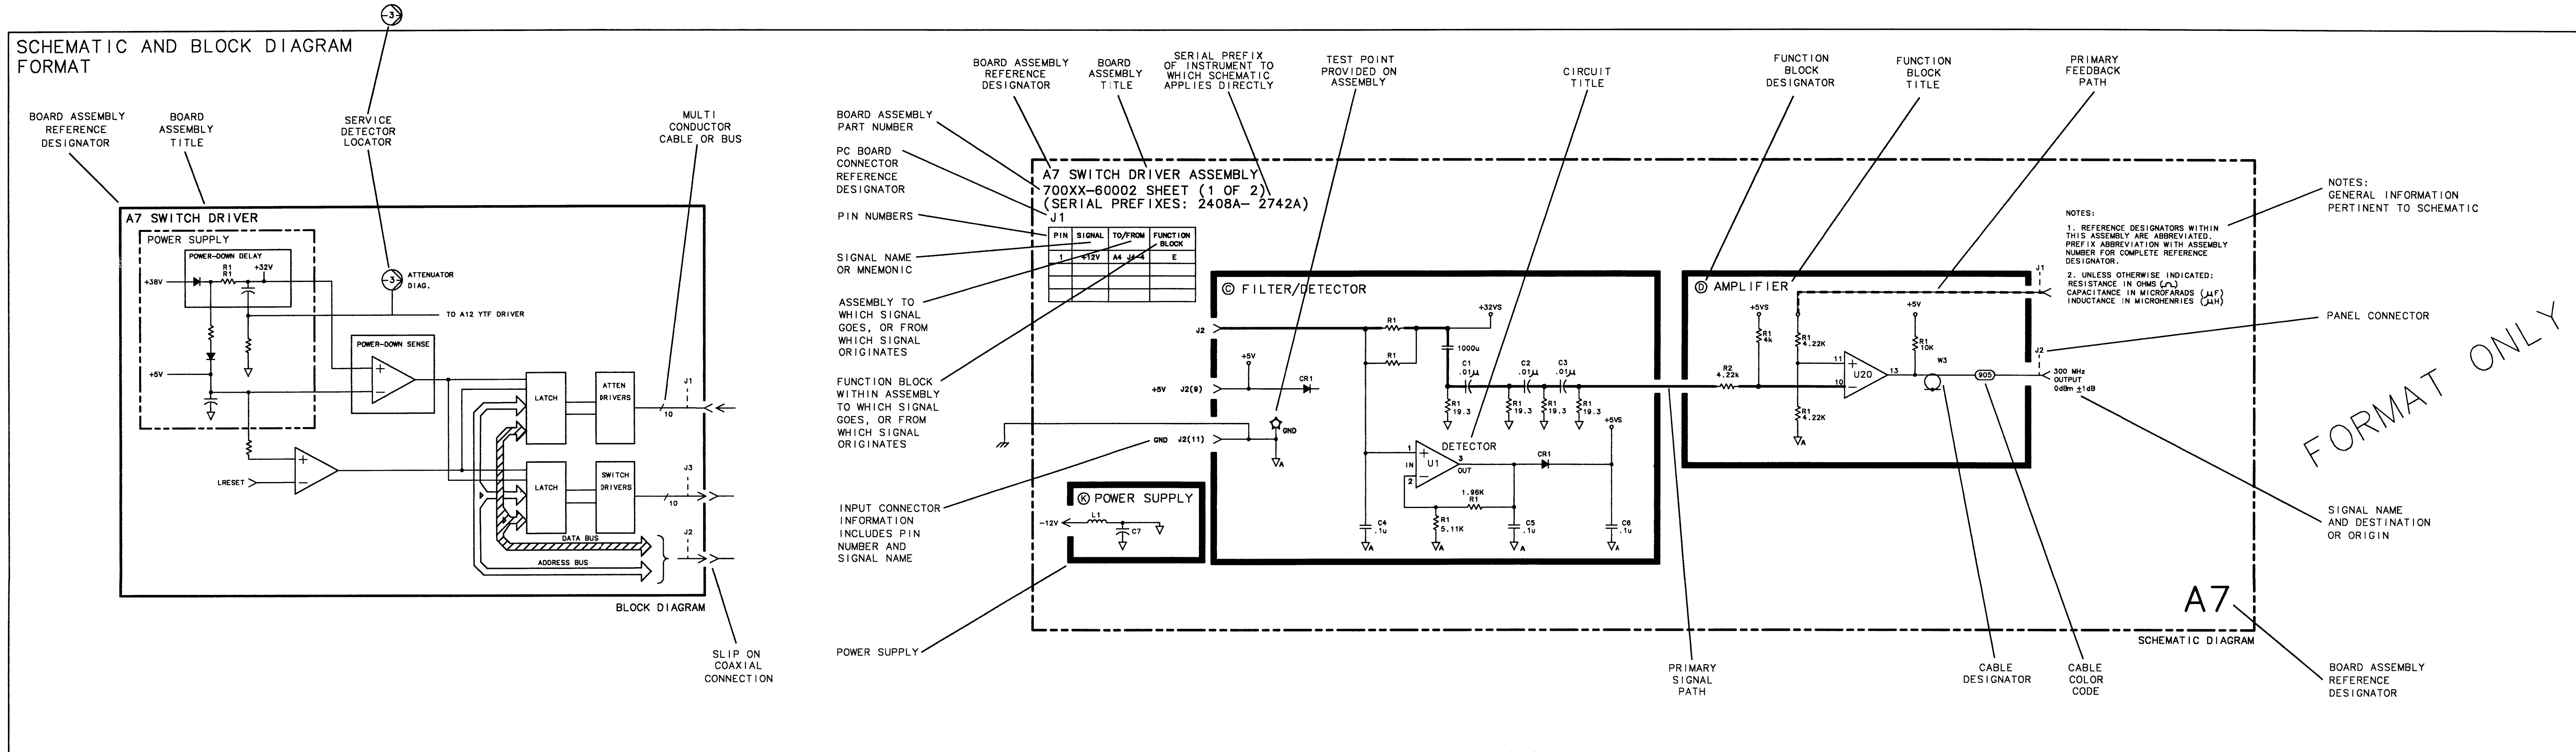 -3-
SCHEMATIC AND BLOCK DIAGRAM
FORMAT
BOARD ASSEMBLY
REFERENCE
DESIGNATOR
BOARD
ASSEMBLY
TITLE
SERVICE
DETECTOR
LOCATOR
MULTI
CONDUCTOR
CABLE OR BUS
A7 SWITCH DRIVER
POWER SUPPLY
POWER-DOWN DELAY
R1
R1
+32V
+38V
-3-
ATTENUATOR
DIAG.
TO A12 YTF DRIVER
POWER-DOWN SENSE
+
-
+5V
LATCH
ATTEN
DRIVERS
J1
10
+
-
LRESET
LATCH
SWITCH
DRIVERS
J3
10
J2
DATA BUS
ADDRESS BUS
BLOCK DIAGRAM
SLIP ON
COAXIAL
CONNECTION
BOARD ASSEMBLY
REFERENCE
DESIGNATOR
BOARD
ASSEMBLY
TITLE
SERIAL PREFIX
OF INSTRUMENT TO
WHICH SCHEMATIC
APPLIES DIRECTLY
TEST POINT
PROVIDED ON
ASSEMBLY
CIRCUIT
TITLE
FUNCTION
BLOCK
DESIGNATOR
FUNCTION
BLOCK
TITLE
PRIMARY
FEEDBACK
PATH
BOARD ASSEMBLY
PART NUMBER
PC BOARD
CONNECTOR
REFERENCE
DESIGNATOR
PIN NUMBERS
SIGNAL NAME
OR MNEMONIC
ASSEMBLY TO
WHICH SIGNAL
GOES, OR FROM
WHICH SIGNAL
ORIGINATES
FUNCTION BLOCK
WITHIN ASSEMBLY
TO WHICH SIGNAL
GOES, OR FROM
WHICH SIGNAL
ORIGINATES
INPUT CONNECTOR
INFORMATION
INCLUDES PIN
NUMBER AND
SIGNAL NAME
POWER SUPPLY
A7 SWITCH DRIVER ASSEMBLY
700XX-60002 SHEET (1 OF 2)
(SERIAL PREFIXES: 2408A- 2742A)
J1
PIN SIGNAL TO/FROM FUNCTION BLOCK
1 +12V A4 J4-4 E
Ⓒ FILTER/DETECTOR
+32VS
J2
R1
R1
1000u
+5V
+5V J2(9)
CR1
C1
.01μ
C2
.01μ
C3
.01μ
R1
19.3
R1
19.3
R1
19.3
R1
19.3
GND
GND J2(11)
A
DETECTOR
1
+
IN
U1
3
OUT
-
2
CR1
+5VS
1.96K
R1
R1
5.11K
C4
.1u
C5
.1u
C6
.1u
A
A
A
A
Ⓚ POWER SUPPLY
-12V
L1
C7
Ⓓ AMPLIFIER
+5VS
R1
4k
R1
4.22K
+5V
R1
10K
R2
4.22k
11
+
U20
10
-
13
W3
905
R1
4.22K
A
J1
J2
300 MHz
OUTPUT
0dBm ±1dB
NOTES:
1. REFERENCE DESIGNATORS WITHIN
THIS ASSEMBLY ARE ABBREVIATED.
PREFIX ABBREVIATION WITH ASSEMBLY
NUMBER FOR COMPLETE REFERENCE
DESIGNATOR.
2. UNLESS OTHERWISE INDICATED:
RESISTANCE IN OHMS (Ω)
CAPACITANCE IN MICROFARADS (μF)
INDUCTANCE IN MICROHENRIES (μH)
NOTES:
GENERAL INFORMATION
PERTINENT TO SCHEMATIC
PANEL CONNECTOR
FORMAT ONLY
SIGNAL NAME
AND DESTINATION
OR ORIGIN
A7
SCHEMATIC DIAGRAM
PRIMARY
SIGNAL
PATH
CABLE
DESIGNATOR
CABLE
COLOR
CODE
BOARD ASSEMBLY
REFERENCE
DESIGNATOR